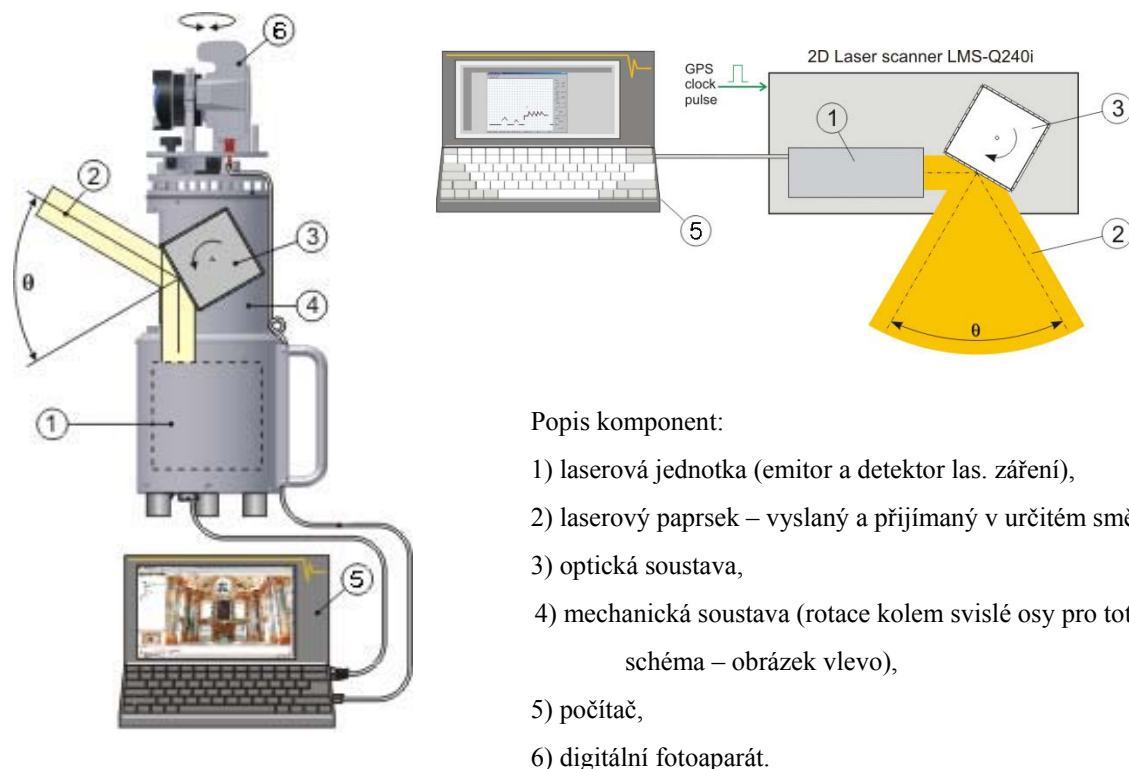 6
2
3
4
θ
1
5
2D Laser scanner LMS-Q240i
GPS
clock
pulse
1
3
5
2
θ
Popis komponent:
1) laserová jednotka (emitor a detektor las. záření),
2) laserový paprsek – vyslaný a přijímaný v určitém smě
3) optická soustava,
4) mechanická soustava (rotace kolem svislé osy pro tot
schéma – obrázek vlevo),
5) počítač,
6) digitální fotoaparát.